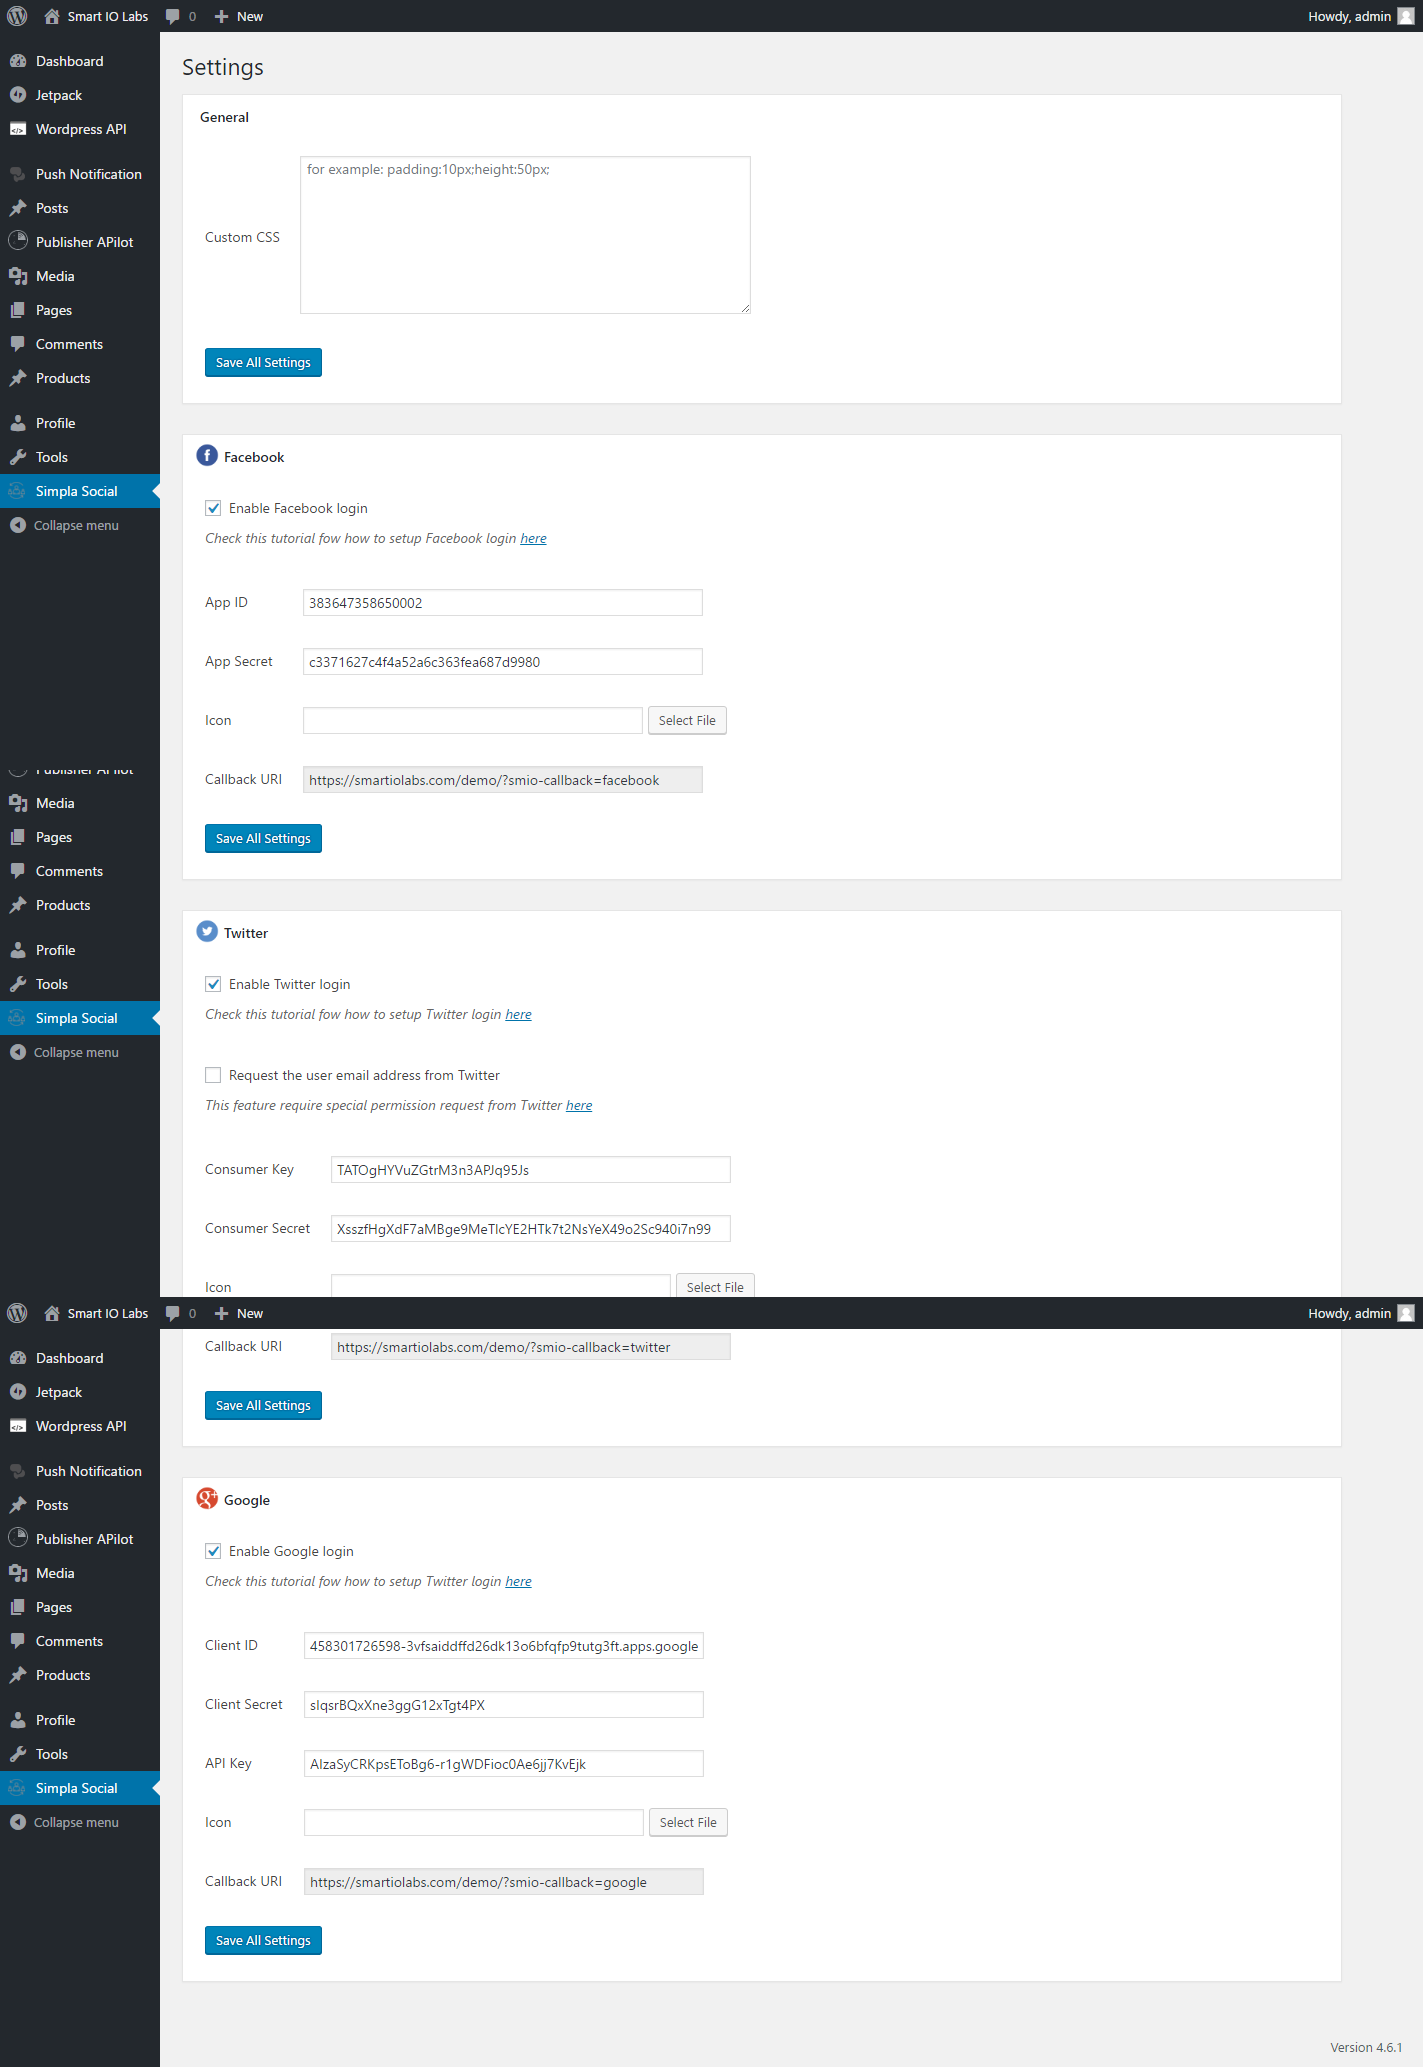 Smart IO Labs 0 New Howdy, admin
Dashboard
Jetpack
Wordpress API
Push Notification
Posts
Publisher APilot
Media
Pages
Comments
Products
Profile
Tools
Simpla Social
Collapse menu
Settings
General
Custom CSS
for example: padding:10px;height:50px;
Save All Settings
Facebook
Enable Facebook login
Check this tutorial fow how to setup Facebook login here
App ID 383647358650002
App Secret c3371627c4f4a52a6c363fea687d9980
Icon Select File
Callback URI https://smartiolabs.com/demo/?smio-callback=facebook
Save All Settings
Publisher APilot
Media
Pages
Comments
Products
Profile
Tools
Simpla Social
Collapse menu
Twitter
Enable Twitter login
Check this tutorial fow how to setup Twitter login here
Request the user email address from Twitter
This feature require special permission request from Twitter here
Consumer Key TATOgHYVuZGtrM3n3APJq95Js
Consumer Secret XsszfHgXdF7aMBge9MeTlcYE2HTk7t2NsYeX49o2Sc940i7n99
Icon Select File
Smart IO Labs 0 New Howdy, admin
Callback URI https://smartiolabs.com/demo/?smio-callback=twitter
Save All Settings
Dashboard
Jetpack
Wordpress API
Push Notification
Posts
Publisher APilot
Media
Pages
Comments
Products
Profile
Tools
Simpla Social
Collapse menu
Google
Enable Google login
Check this tutorial fow how to setup Twitter login here
Client ID 458301726598-3vfsaiddffd26dk13o6bfqfp9tutg3ft.apps.google
Client Secret slqsrBQxXne3ggG12xTgt4PX
API Key AIzaSyCRKpsEToBg6-r1gWDFioc0Ae6jj7KvEjk
Icon Select File
Callback URI https://smartiolabs.com/demo/?smio-callback=google
Save All Settings
Version 4.6.1